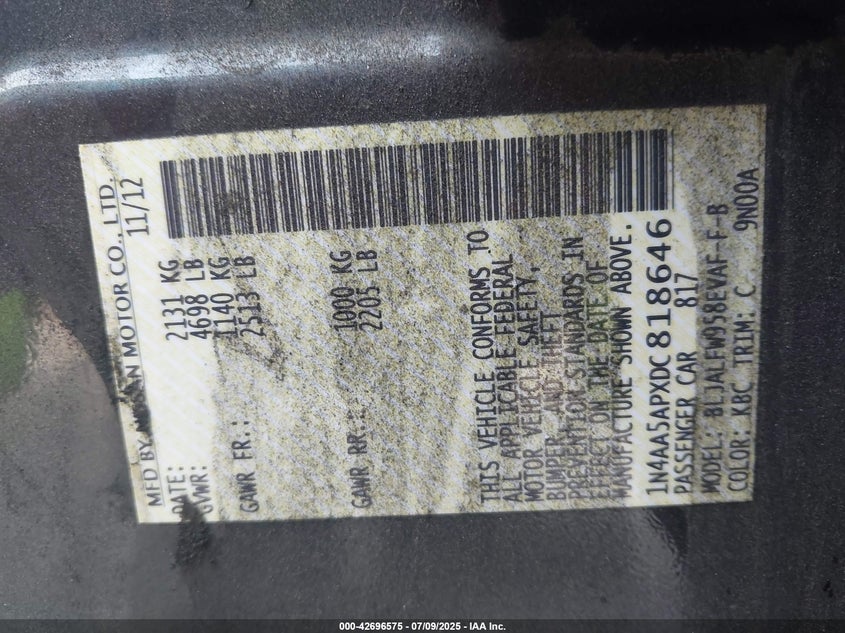 MFD BY NISSAN MOTOR CO., LTD.
DATE: 11/12
GVWR: 2131 KG
4698 LB
GAWR FR.: 1140 KG
2513 LB
GAWR RR.: 1000 KG
2205 LB
THIS VEHICLE CONFORMS TO
ALL APPLICABLE FEDERAL
MOTOR VEHICLE SAFETY,
BUMPER AND THEFT
PREVENTION STANDARDS IN
EFFECT ON THE DATE OF
MANUFACTURE SHOWN ABOVE.
1N4AA5APXDC818646
PASSENGER CAR 817
MODEL: BLJALFW958EVAF-F-B
COLOR: KBC TRIM: C 9N00A
000-42696575 / 07/09/2025 - IAA Inc.